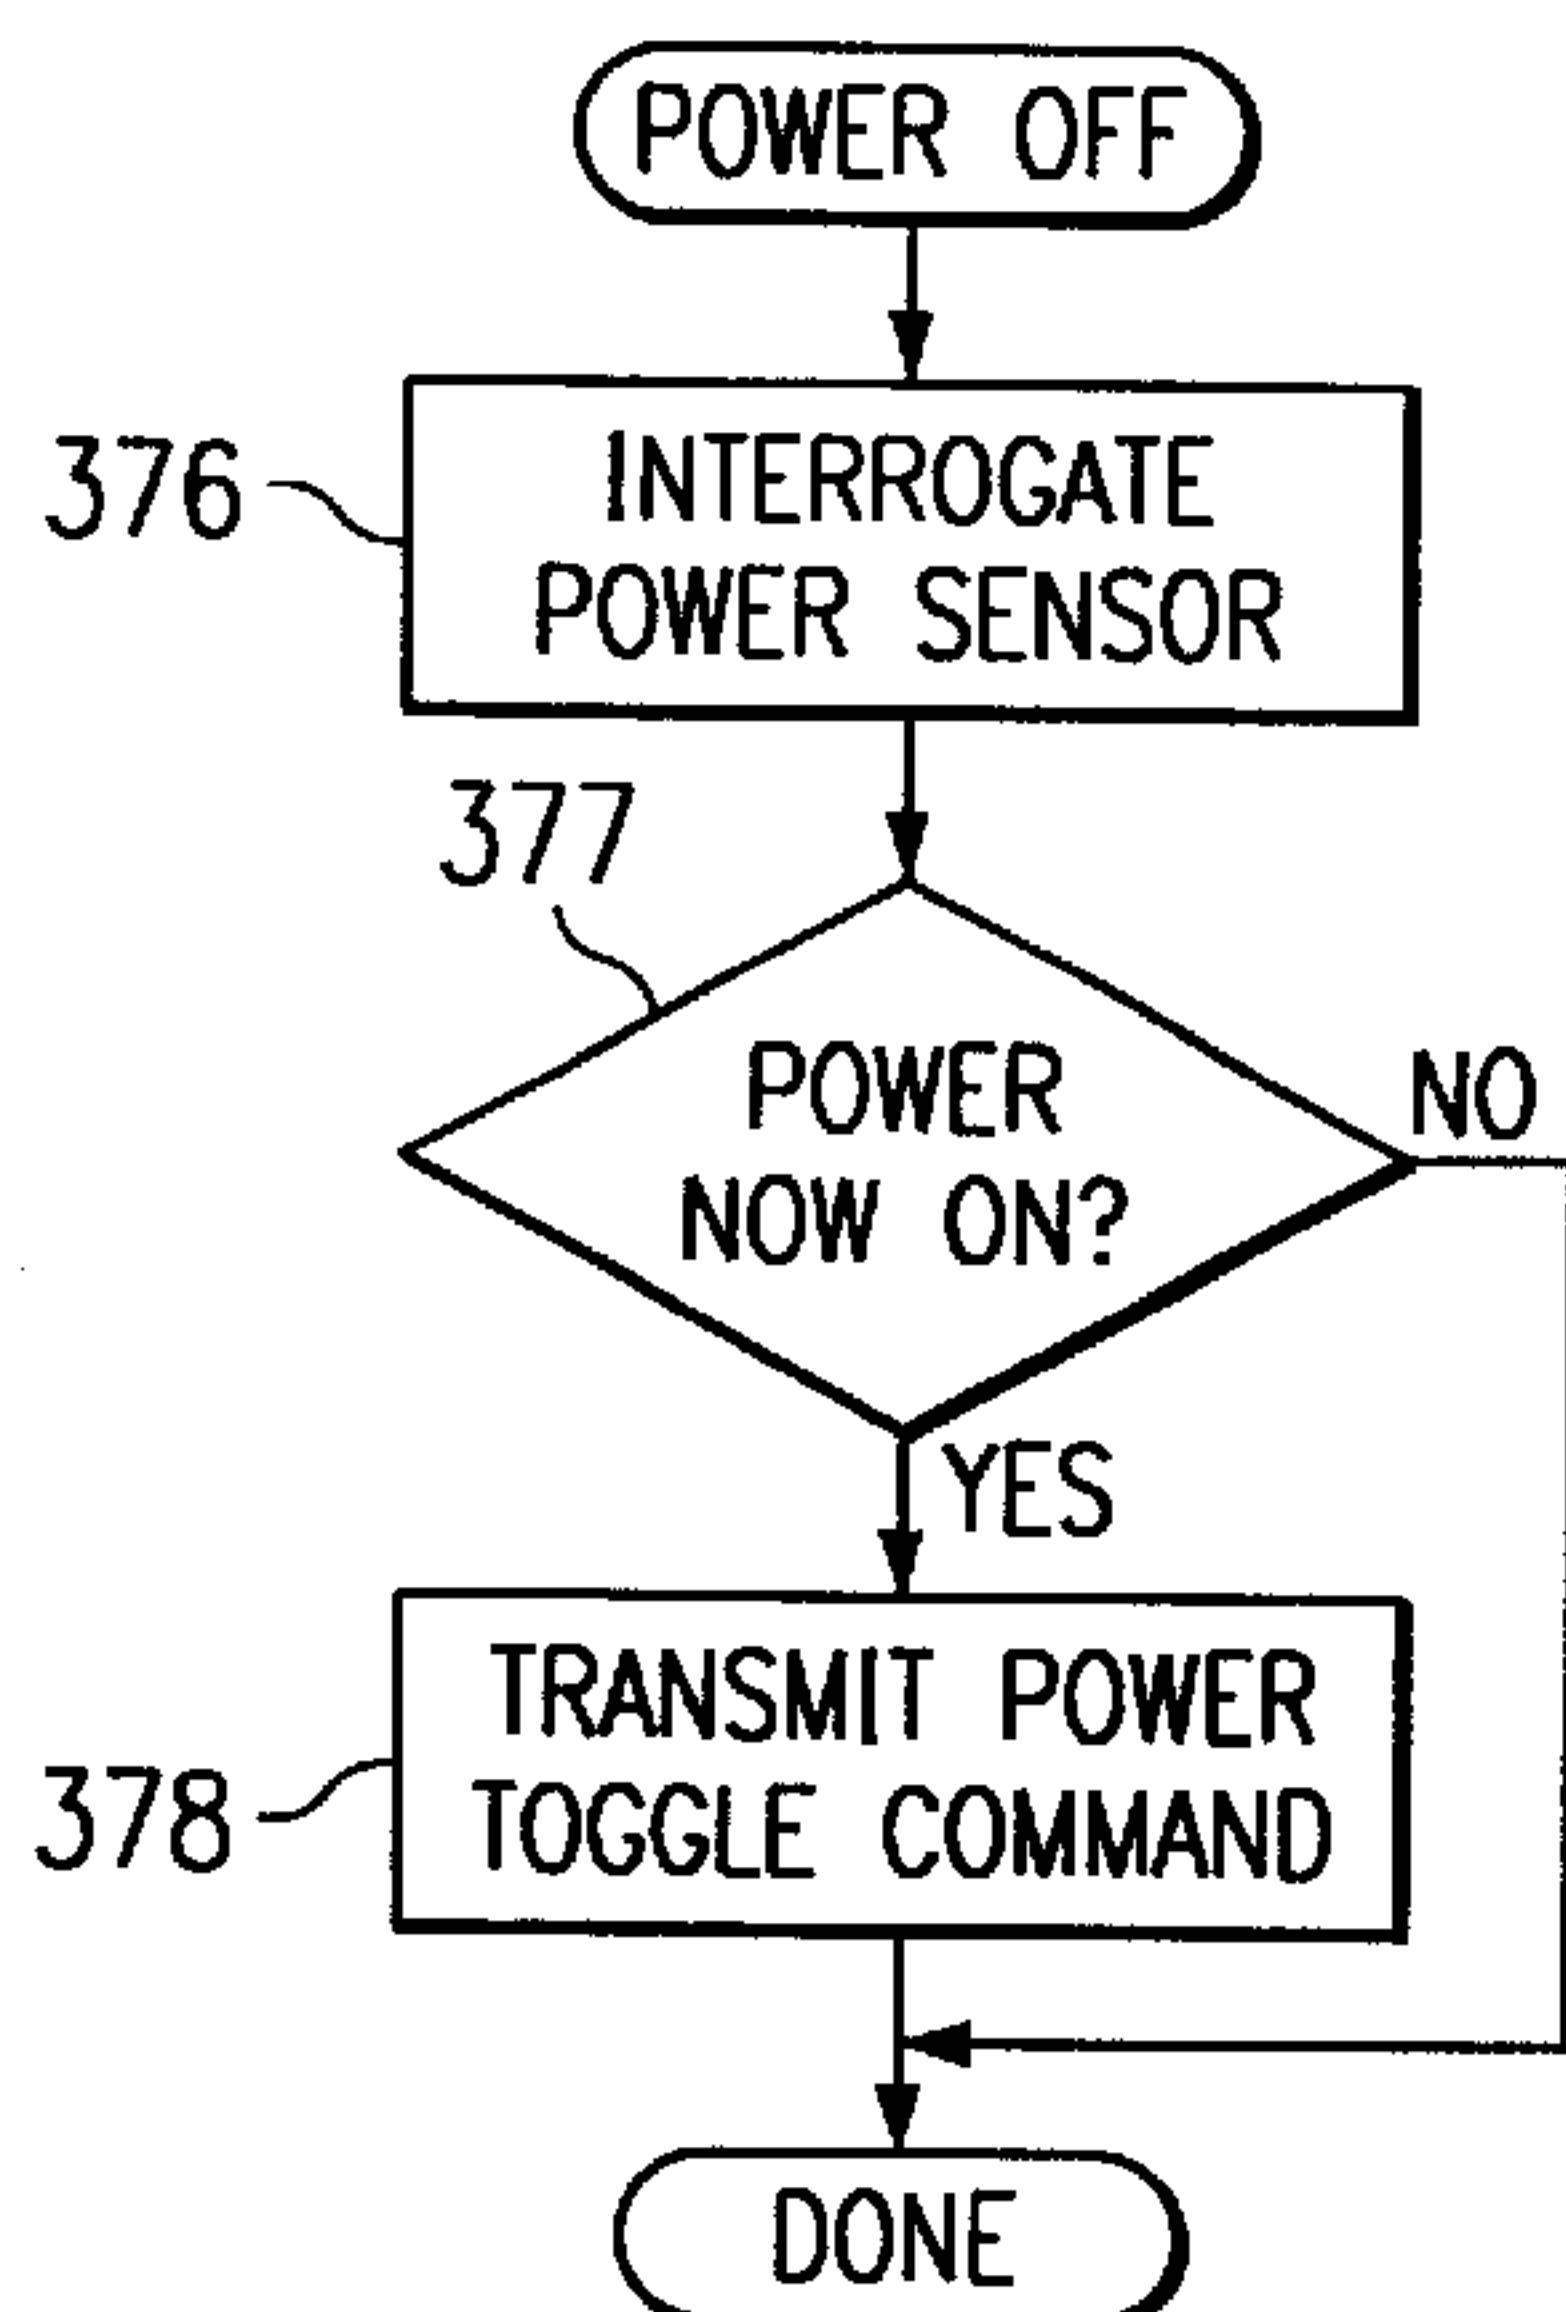 POWER OFF
376
INTERROGATE
POWER SENSOR
377
POWER
NOW ON?
NO
YES
378
TRANSMIT POWER
TOGGLE COMMAND
DONE